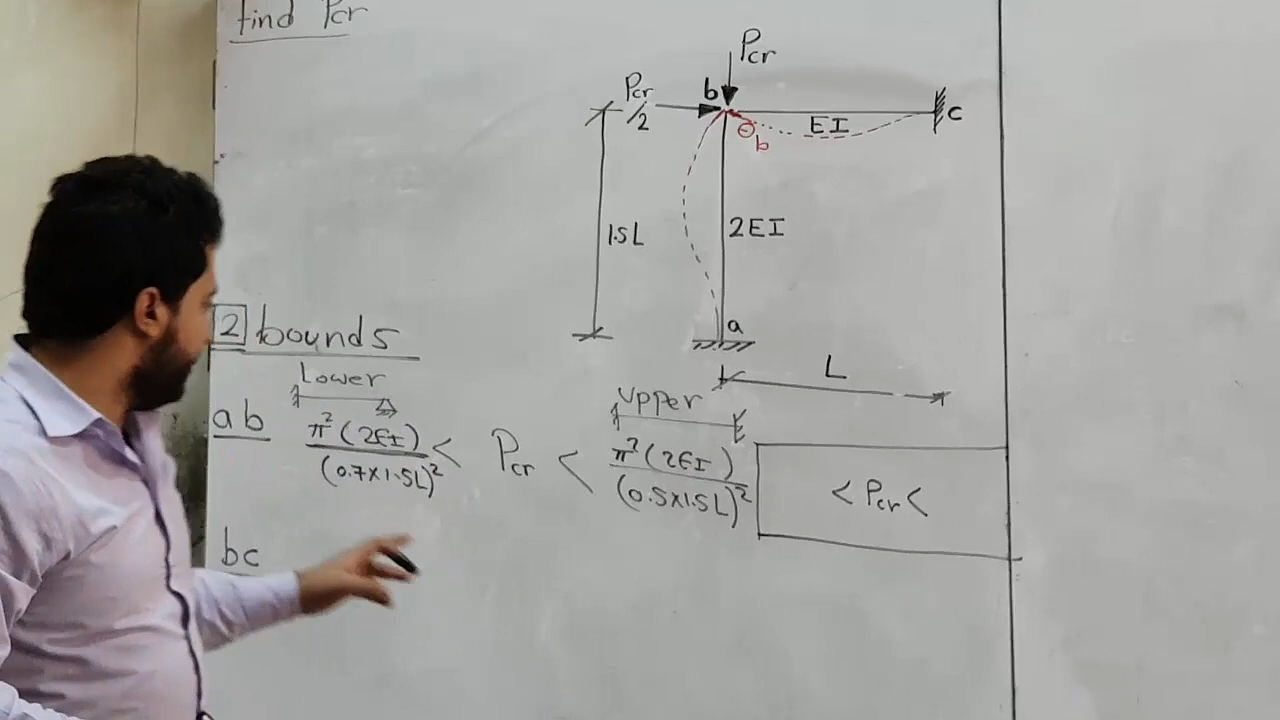 find Pcr
Pcr
Pcr/2
b
EI
c
θb
1.5L
2EI
a
L
2 bounds
Lower
Upper
ab π²(2EI)/(0.7×1.5L)² < Pcr < π²(2EI)/(0.5×1.5L)²
< Pcr <
bc